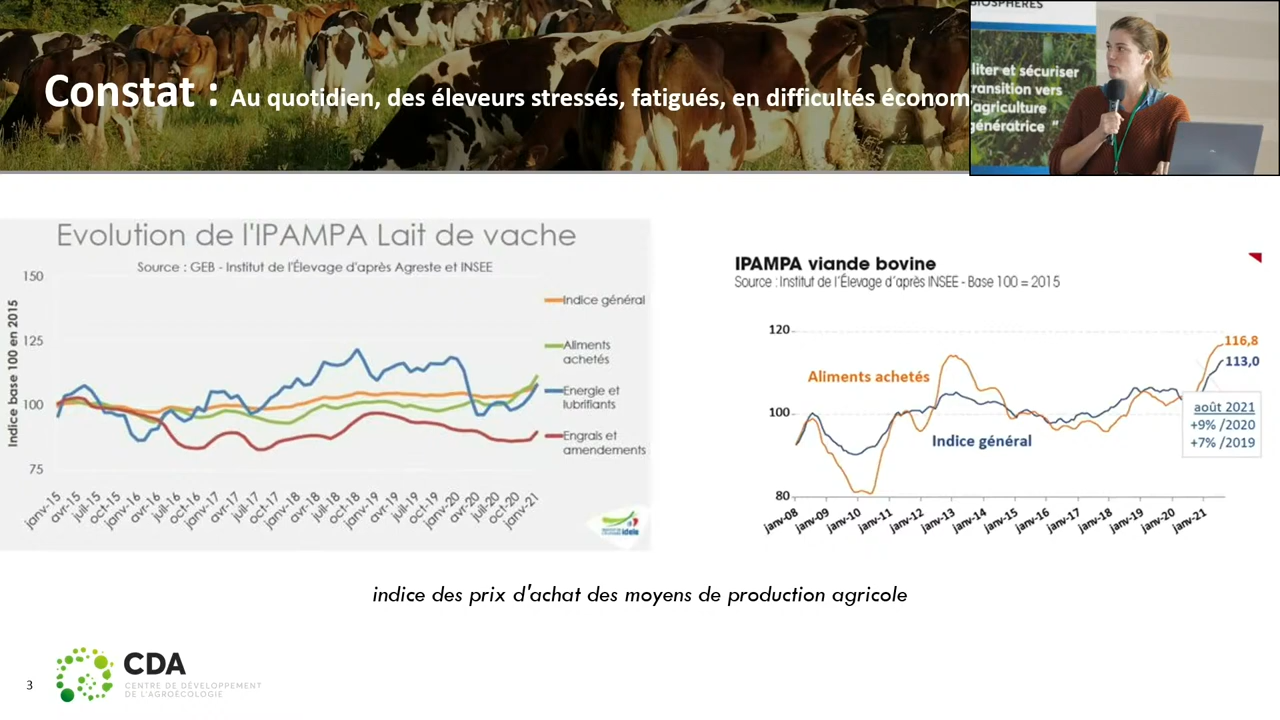 Constat : Au quotidien, des éleveurs stressés, fatigués, en difficultés économ
BIOSPHÈRES
liter et sécuriser
ransition vers
agriculture
génératrice "
Evolution de l'IPAMPA Lait de vache
Source : GEB - Institut de l'Élevage d'après Agreste et INSEE
Indice base 100 en 2015
150
125
100
75
Indice général
Aliments
achetés
Energie et
lubrifiants
Engrais et
amendements
janv-15
avr-15
juil-15
oct-15
janv-16
avr-16
juil-16
oct-16
janv-17
avr-17
juil-17
oct-17
janv-18
avr-18
juil-18
oct-18
janv-19
avr-19
juil-19
oct-19
janv-20
avr-20
juil-20
oct-20
janv-21
idele
IPAMPA viande bovine
Source : Institut de l'Élevage d'après INSEE - Base 100 = 2015
120
100
80
Aliments achetés
Indice général
116,8
113,0
août 2021
+9% /2020
+7% /2019
janv-08
janv-09
janv-10
janv-11
janv-12
janv-13
janv-14
janv-15
janv-16
janv-17
janv-18
janv-19
janv-20
janv-21
indice des prix d'achat des moyens de production agricole
3
CDA
CENTRE DE DÉVELOPPEMENT
DE L'AGROÉCOLOGIE